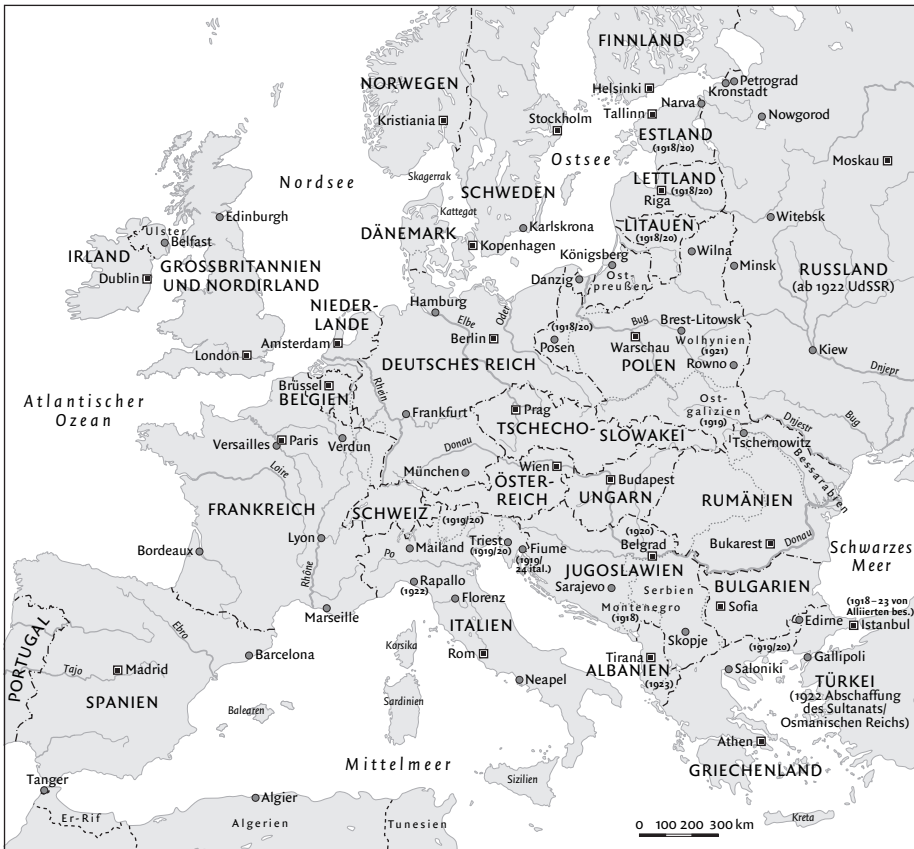 FINNLAND
NORWEGEN
Helsinki
Petrograd
Kronstadt
Kristiania
Stockholm
Tallinn
Narva
Nowgorod
ESTLAND
(1918/20)
Ostsee
Moskau
Nordsee
Skagerrak
SCHWEDEN
LETTLAND
(1918/20)
Riga
Kattegat
Edinburgh
DÄNEMARK
Karlskrona
LITAUEN
(1918/20)
Witebsk
Ulster
Belfast
Kopenhagen
Königsberg
Wilna
IRLAND
GROSSBRITANNIEN
UND NORDIRLAND
Dublin
Danzig
Ost-
preußen
Minsk
RUSSLAND
(ab 1922 UdSSR)
NIEDER-
LANDE
Hamburg
Elbe
Oder
(1918/20)
Bug
Brest-Litowsk
Amsterdam
Berlin
Posen
Warschau
Wolhynien
(1921)
Kiew
London
DEUTSCHES REICH
POLEN
Rowno
Dnjepr
Brüssel
BELGIEN
Rhein
Atlantischer
Ozean
Frankfurt
Prag
Ost-
galizien
(1919)
Dnjestr
Bug
TSCHECHO-
SLOWAKEI
Tschernowitz
Versailles
Paris
Verdun
Donau
Bessarabien
Loire
München
Wien
Budapest
ÖSTER-
REICH
UNGARN
RUMÄNIEN
FRANKREICH
SCHWEIZ
(1919/20)
(1920)
Lyon
Po
Mailand
Triest
(1919/20)
Fiume
(1919/
24 ital.)
Belgrad
Bukarest
Donau
Schwarzes
Meer
Bordeaux
Rhône
JUGOSLAWIEN
Rapallo
(1922)
Sarajevo
Serbien
BULGARIEN
Marseille
Florenz
Montenegro
(1918)
Sofia
(1918–23 von
Alliierten bes.)
Edirne
Istanbul
PORTUGAL
Ebro
ITALIEN
Skopje
(1919/20)
Korsika
Barcelona
Rom
Tirana
ALBANIEN
(1923)
Saloniki
Gallipoli
Tajo
Madrid
Neapel
TÜRKEI
(1922 Abschaffung
des Sultanats/
Osmanischen Reichs)
SPANIEN
Balearen
Sardinien
Athen
Mittelmeer
GRIECHENLAND
Sizilien
Tanger
Algier
Er-Rif
Algerien
Tunesien
Kreta
0 100 200 300 km